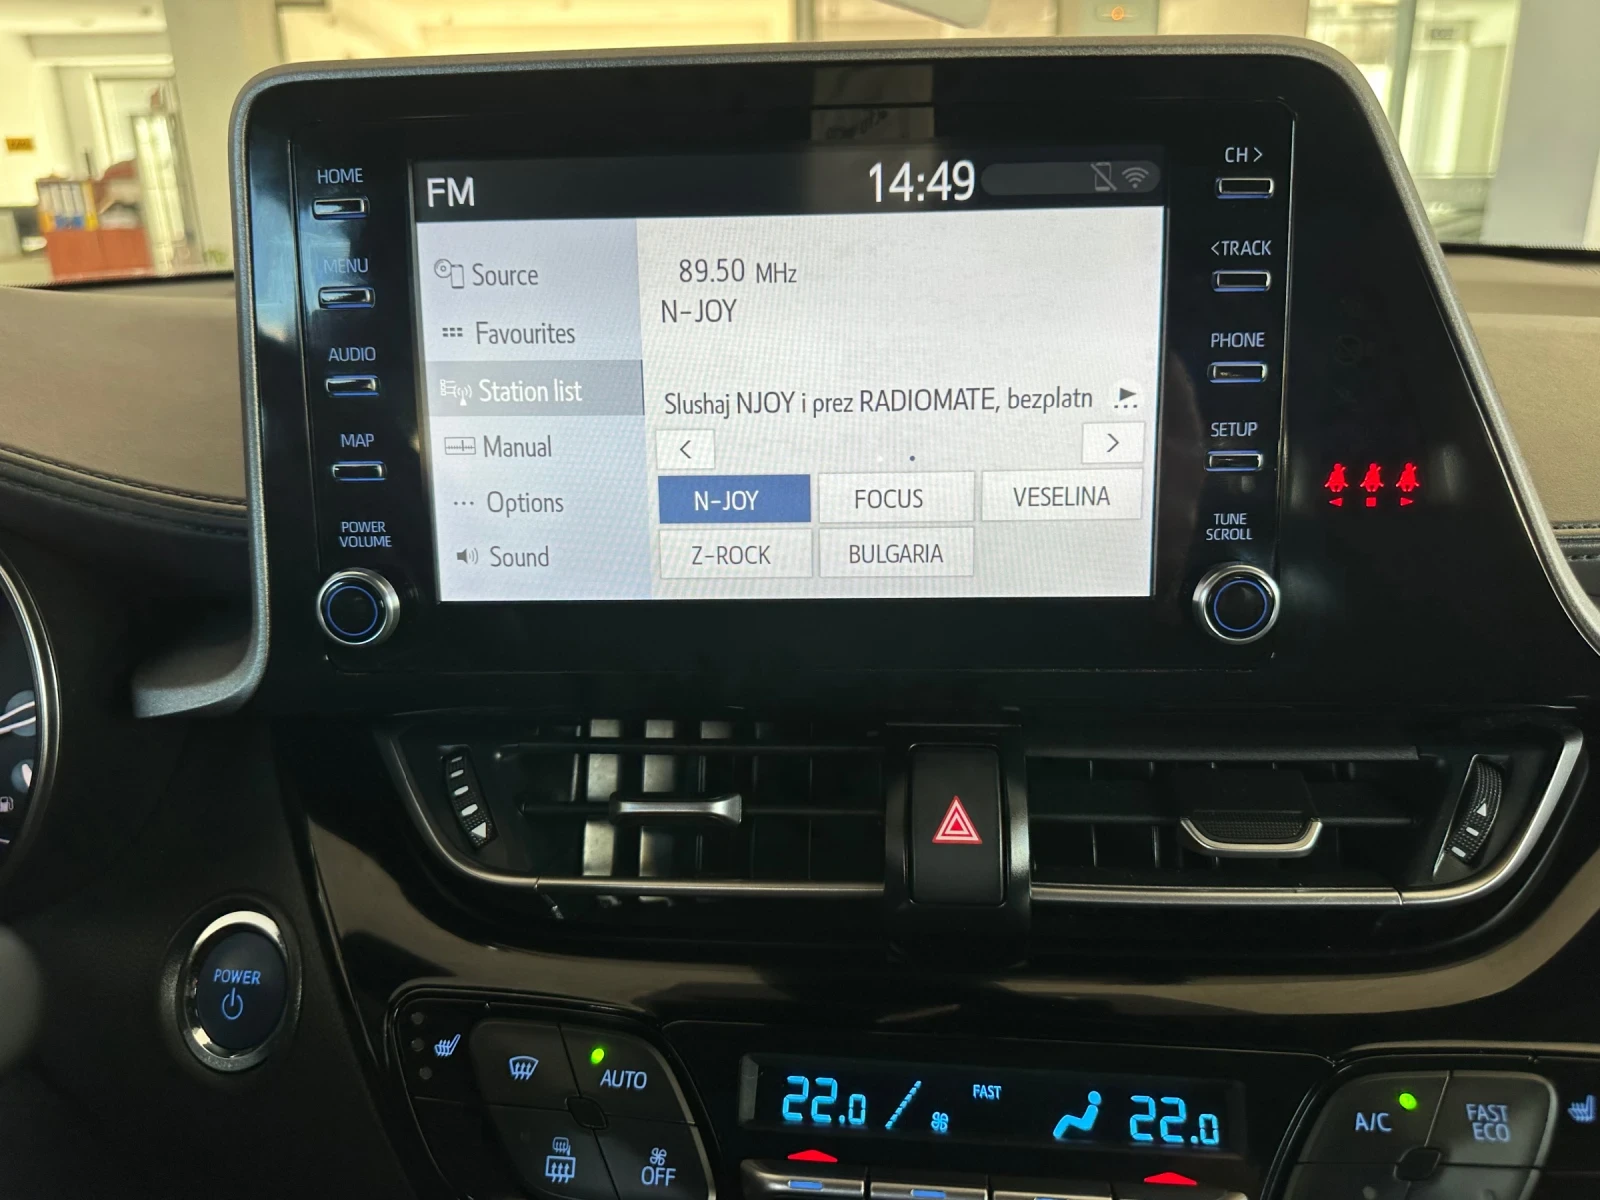 HOME
MENU
AUDIO
MAP
POWER
VOLUME
FM
14:49
Source
Favourites
Station list
Manual
Options
Sound
89.50 MHz
N-JOY
Slushaj NJOY i prez RADIOMATE, bezplatn
N-JOY
FOCUS
VESELINA
Z-ROCK
BULGARIA
CH >
<TRACK
PHONE
SETUP
TUNE
SCROLL
POWER
AUTO
OFF
22.0
FAST
22.0
A/C
FAST
ECO